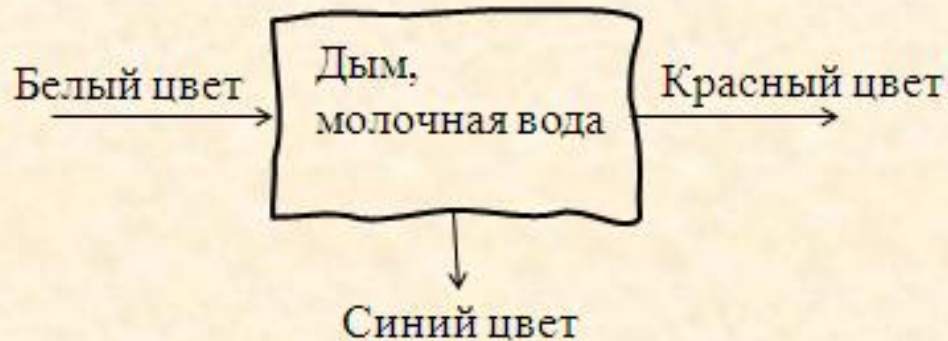 Белый цвет
Дым,
молочная вода
Красный цвет
Синий цвет